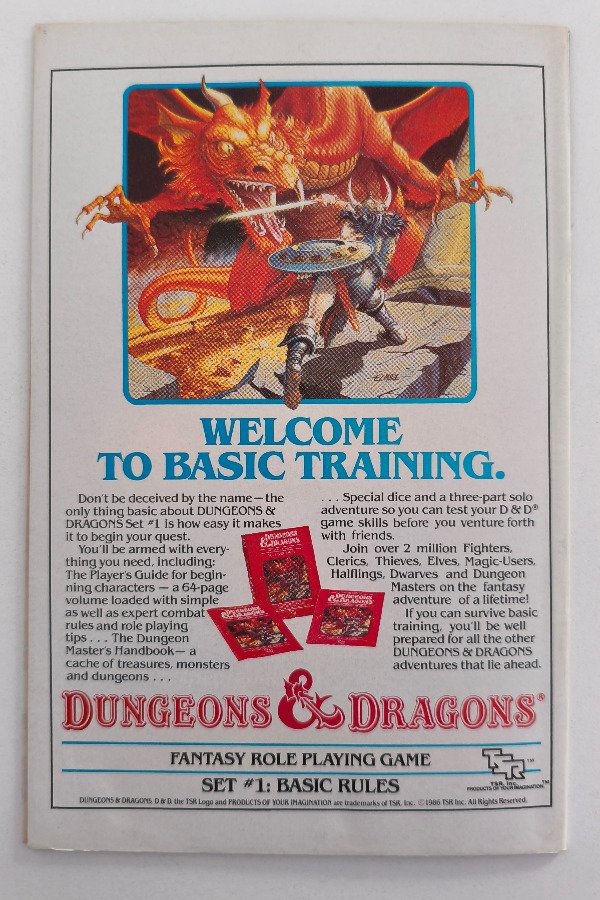 WELCOME
TO BASIC TRAINING.
Don't be deceived by the name — the
only thing basic about DUNGEONS &
DRAGONS Set #1 is how easy it makes
it to begin your quest.
You'll be armed with every-
thing you need, including:
The Player's Guide for begin-
ning characters — a 64-page
volume loaded with simple
as well as expert combat
rules and role playing
tips . . . The Dungeon
Master's Handbook — a
cache of treasures, monsters
and dungeons . . .
. . . Special dice and a three-part solo
adventure so you can test your D & D®
game skills before you venture forth
with friends.
Join over 2 million Fighters,
Clerics, Thieves, Elves, Magic-Users,
Halflings, Dwarves and Dungeon
Masters on the fantasy
adventure of a lifetime!
If you can survive basic
training, you'll be well
prepared for all the other
DUNGEONS & DRAGONS
adventures that lie ahead.
DUNGEONS & DRAGONS
DUNGEONS & DRAGONS
DUNGEONS & DRAGONS
DUNGEONS & DRAGONS®
FANTASY ROLE PLAYING GAME
SET #1: BASIC RULES
TSR™
TSR, Inc.
PRODUCTS OF YOUR IMAGINATION™
DUNGEONS & DRAGONS, D & D, the TSR Logo and PRODUCTS OF YOUR IMAGINATION are trademarks of TSR, Inc. ©1986 TSR Inc. All Rights Reserved.